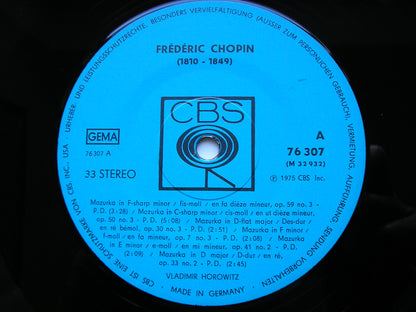 FRÉDÉRIC CHOPIN
(1810 - 1849)
CBS
GEMA
76 307 A
33 STEREO
A
76 307
(M 32 932)
℗ 1975 CBS Inc.
Mazurka in F-sharp minor / fis-moll / en fa dièze mineur, op. 59 no. 3 -
P.D. (3:28) - Mazurka in C-sharp minor / cis-moll / en ut dièze mineur,
op. 50 no. 3 - P.D. (5:08) - Mazurka in D-flat major / Des-dur /
en ré bémol, op. 30 no. 3 - P.D. (2:51) - Mazurka in F minor /
f-moll / en fa mineur, op. 7 no. 3 - P.D. (2:08) - Mazurka
in E minor / e-moll / en mi mineur, op. 41 no. 2 - P.D.
(2:09) - Mazurka in D major / D-dur / en ré,
op. 33 no. 2 - P.D. (2:45)
VLADIMIR HOROWITZ
- MADE IN GERMANY -
CBS IST EINE SCHUTZMARKE VON CBS INC., USA · URHEBER- UND LEISTUNGSSCHUTZRECHTE, BESONDERS VERVIELFÄLTIGUNG (AUSSER ZUM PERSÖNLICHEN GEBRAUCH), VERMIETUNG, AUFFÜHRUNG, SENDUNG VORBEHALTEN